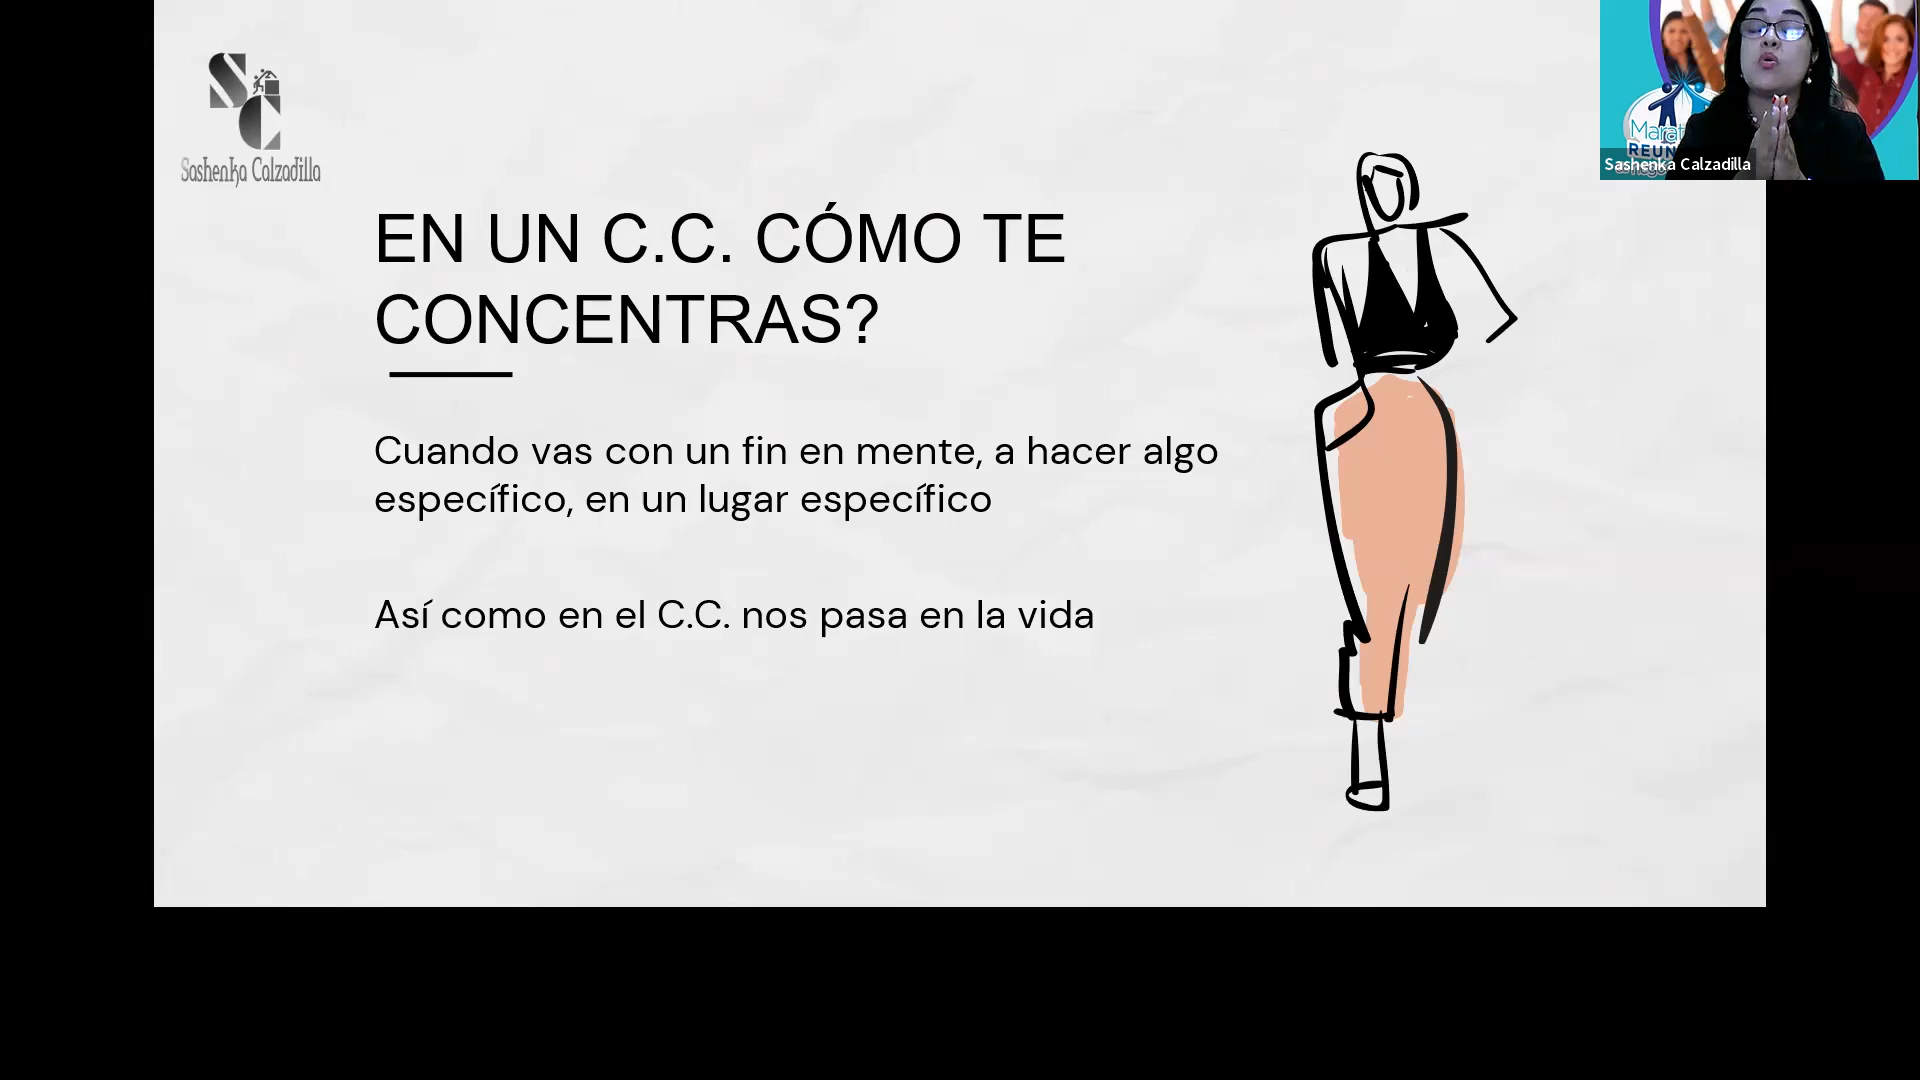 SC
Sashenka Calzadilla
EN UN C.C. CÓMO TE
CONCENTRAS?
Cuando vas con un fin en mente, a hacer algo
específico, en un lugar específico
Así como en el C.C. nos pasa en la vida
Sashenka Calzadilla